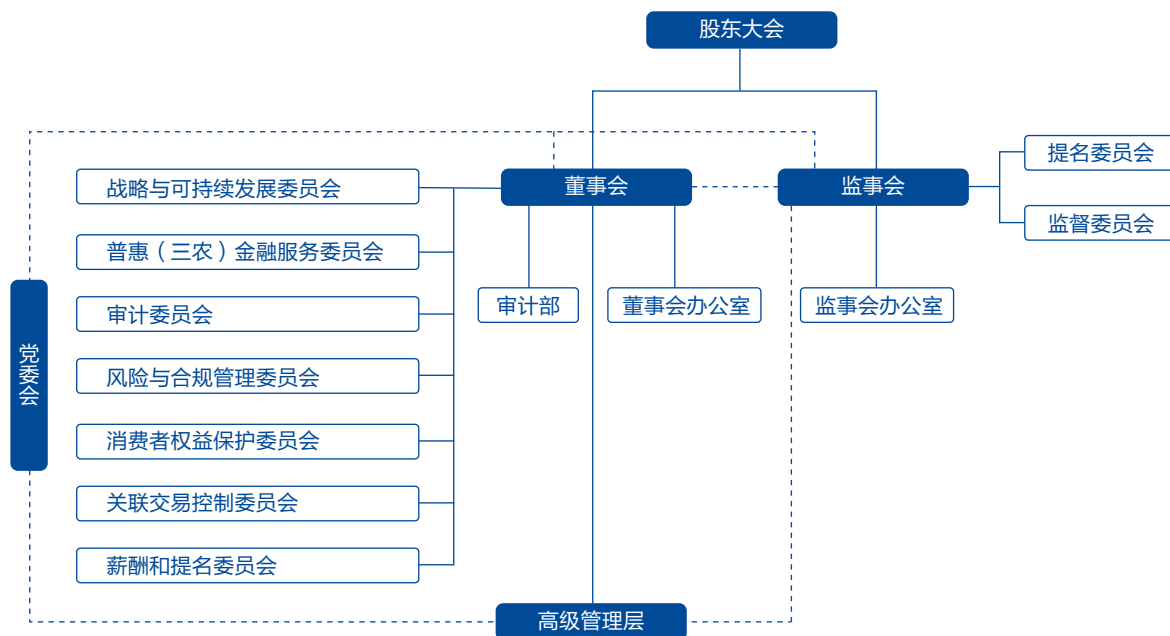 股东大会
董事会
监事会
提名委员会
监督委员会
战略与可持续发展委员会
普惠（三农）金融服务委员会
审计委员会
风险与合规管理委员会
消费者权益保护委员会
关联交易控制委员会
薪酬和提名委员会
审计部
董事会办公室
监事会办公室
党委会
高级管理层